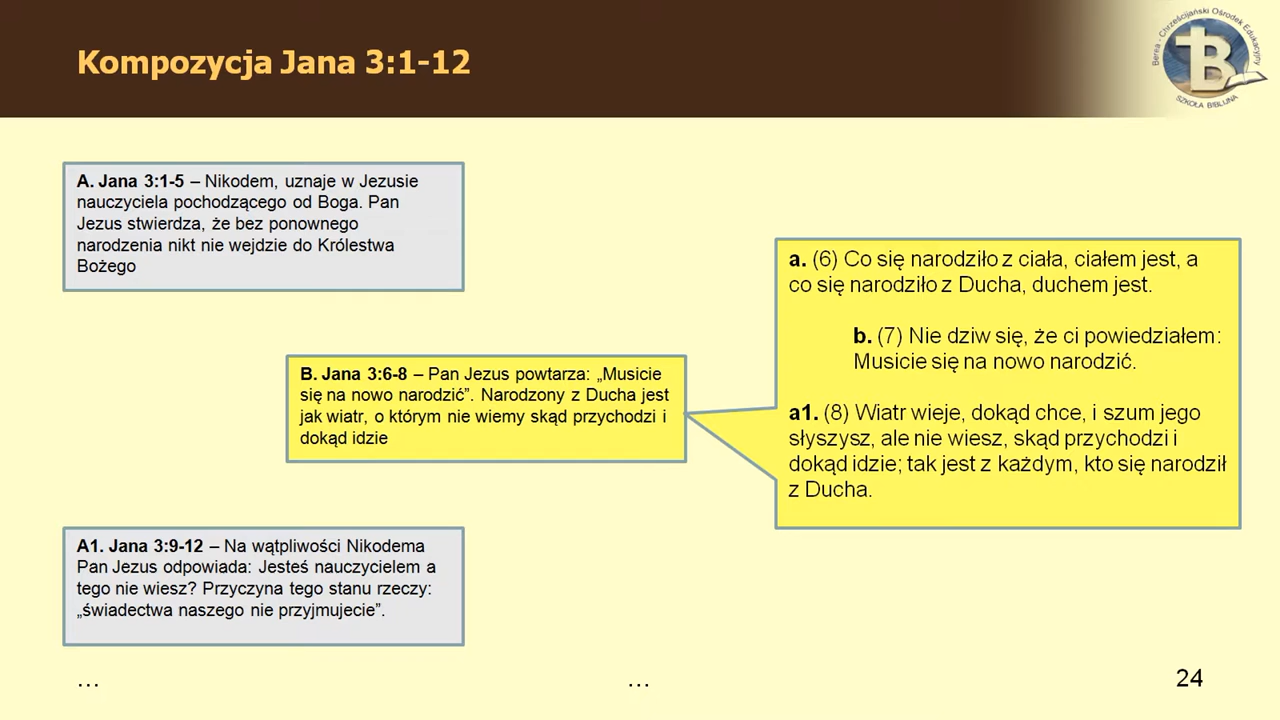 Kompozycja Jana 3:1-12
Berea - Chrześcijański Ośrodek Edukacyjny
SZKOŁA BIBLIJNA
A. Jana 3:1-5 – Nikodem, uznaje w Jezusie
nauczyciela pochodzącego od Boga. Pan
Jezus stwierdza, że bez ponownego
narodzenia nikt nie wejdzie do Królestwa
Bożego
B. Jana 3:6-8 – Pan Jezus powtarza: „Musicie
się na nowo narodzić”. Narodzony z Ducha jest
jak wiatr, o którym nie wiemy skąd przychodzi i
dokąd idzie
a. (6) Co się narodziło z ciała, ciałem jest, a
co się narodziło z Ducha, duchem jest.
b. (7) Nie dziw się, że ci powiedziałem:
Musicie się na nowo narodzić.
a1. (8) Wiatr wieje, dokąd chce, i szum jego
słyszysz, ale nie wiesz, skąd przychodzi i
dokąd idzie; tak jest z każdym, kto się narodził
z Ducha.
A1. Jana 3:9-12 – Na wątpliwości Nikodema
Pan Jezus odpowiada: Jesteś nauczycielem a
tego nie wiesz? Przyczyna tego stanu rzeczy:
„świadectwa naszego nie przyjmujecie”.
… … 24